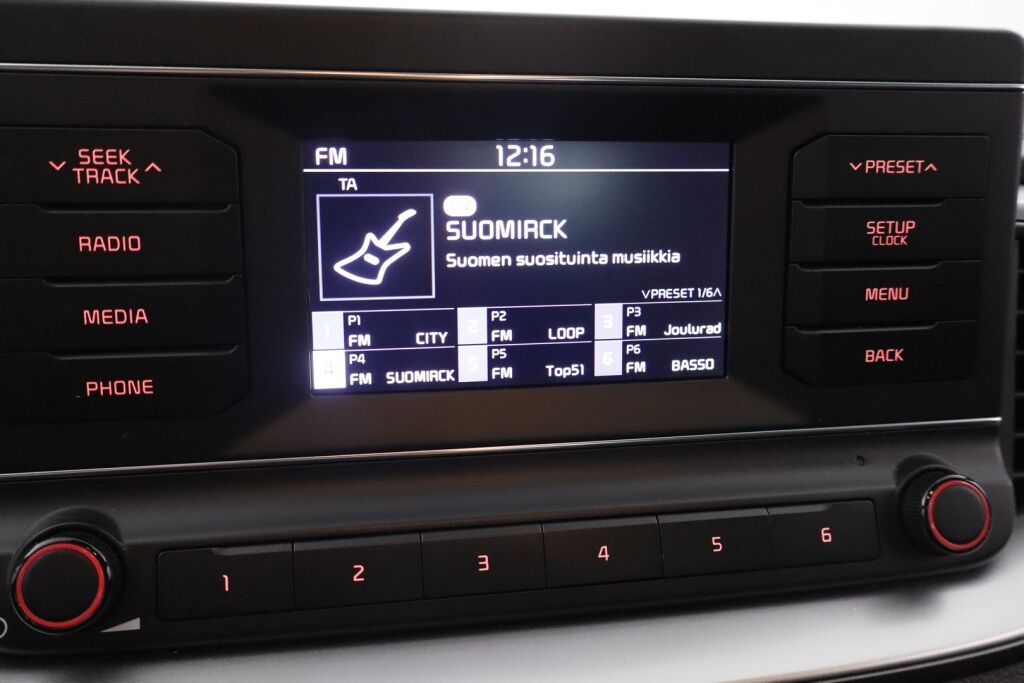 SEEK
TRACK
RADIO
MEDIA
PHONE
FM 12:16
TA
SUOMIRCK
Suomen suosituinta musiikkia
PRESET 1/6
1 P1 FM CITY
2 P2 FM LOOP
3 P3 FM Joulurad
4 P4 FM SUOMIRCK
5 P5 FM Top51
6 P6 FM BASSO
PRESET
SETUP
CLOCK
MENU
BACK
1 2 3 4 5 6